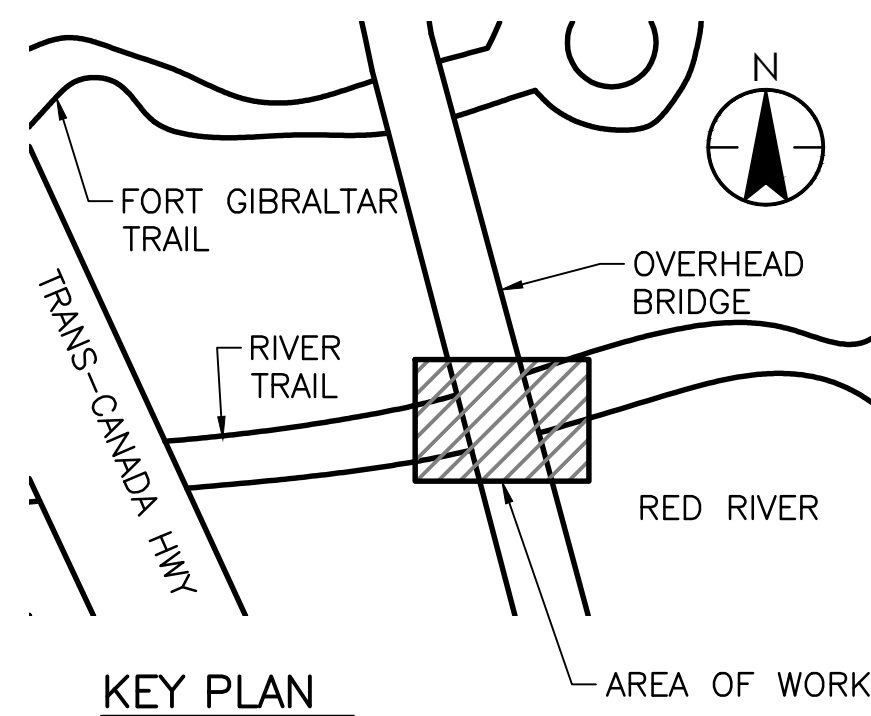 N
FORT GIBRALTAR
TRAIL
OVERHEAD
BRIDGE
TRANS-CANADA HWY
RIVER
TRAIL
RED RIVER
KEY PLAN
AREA OF WORK